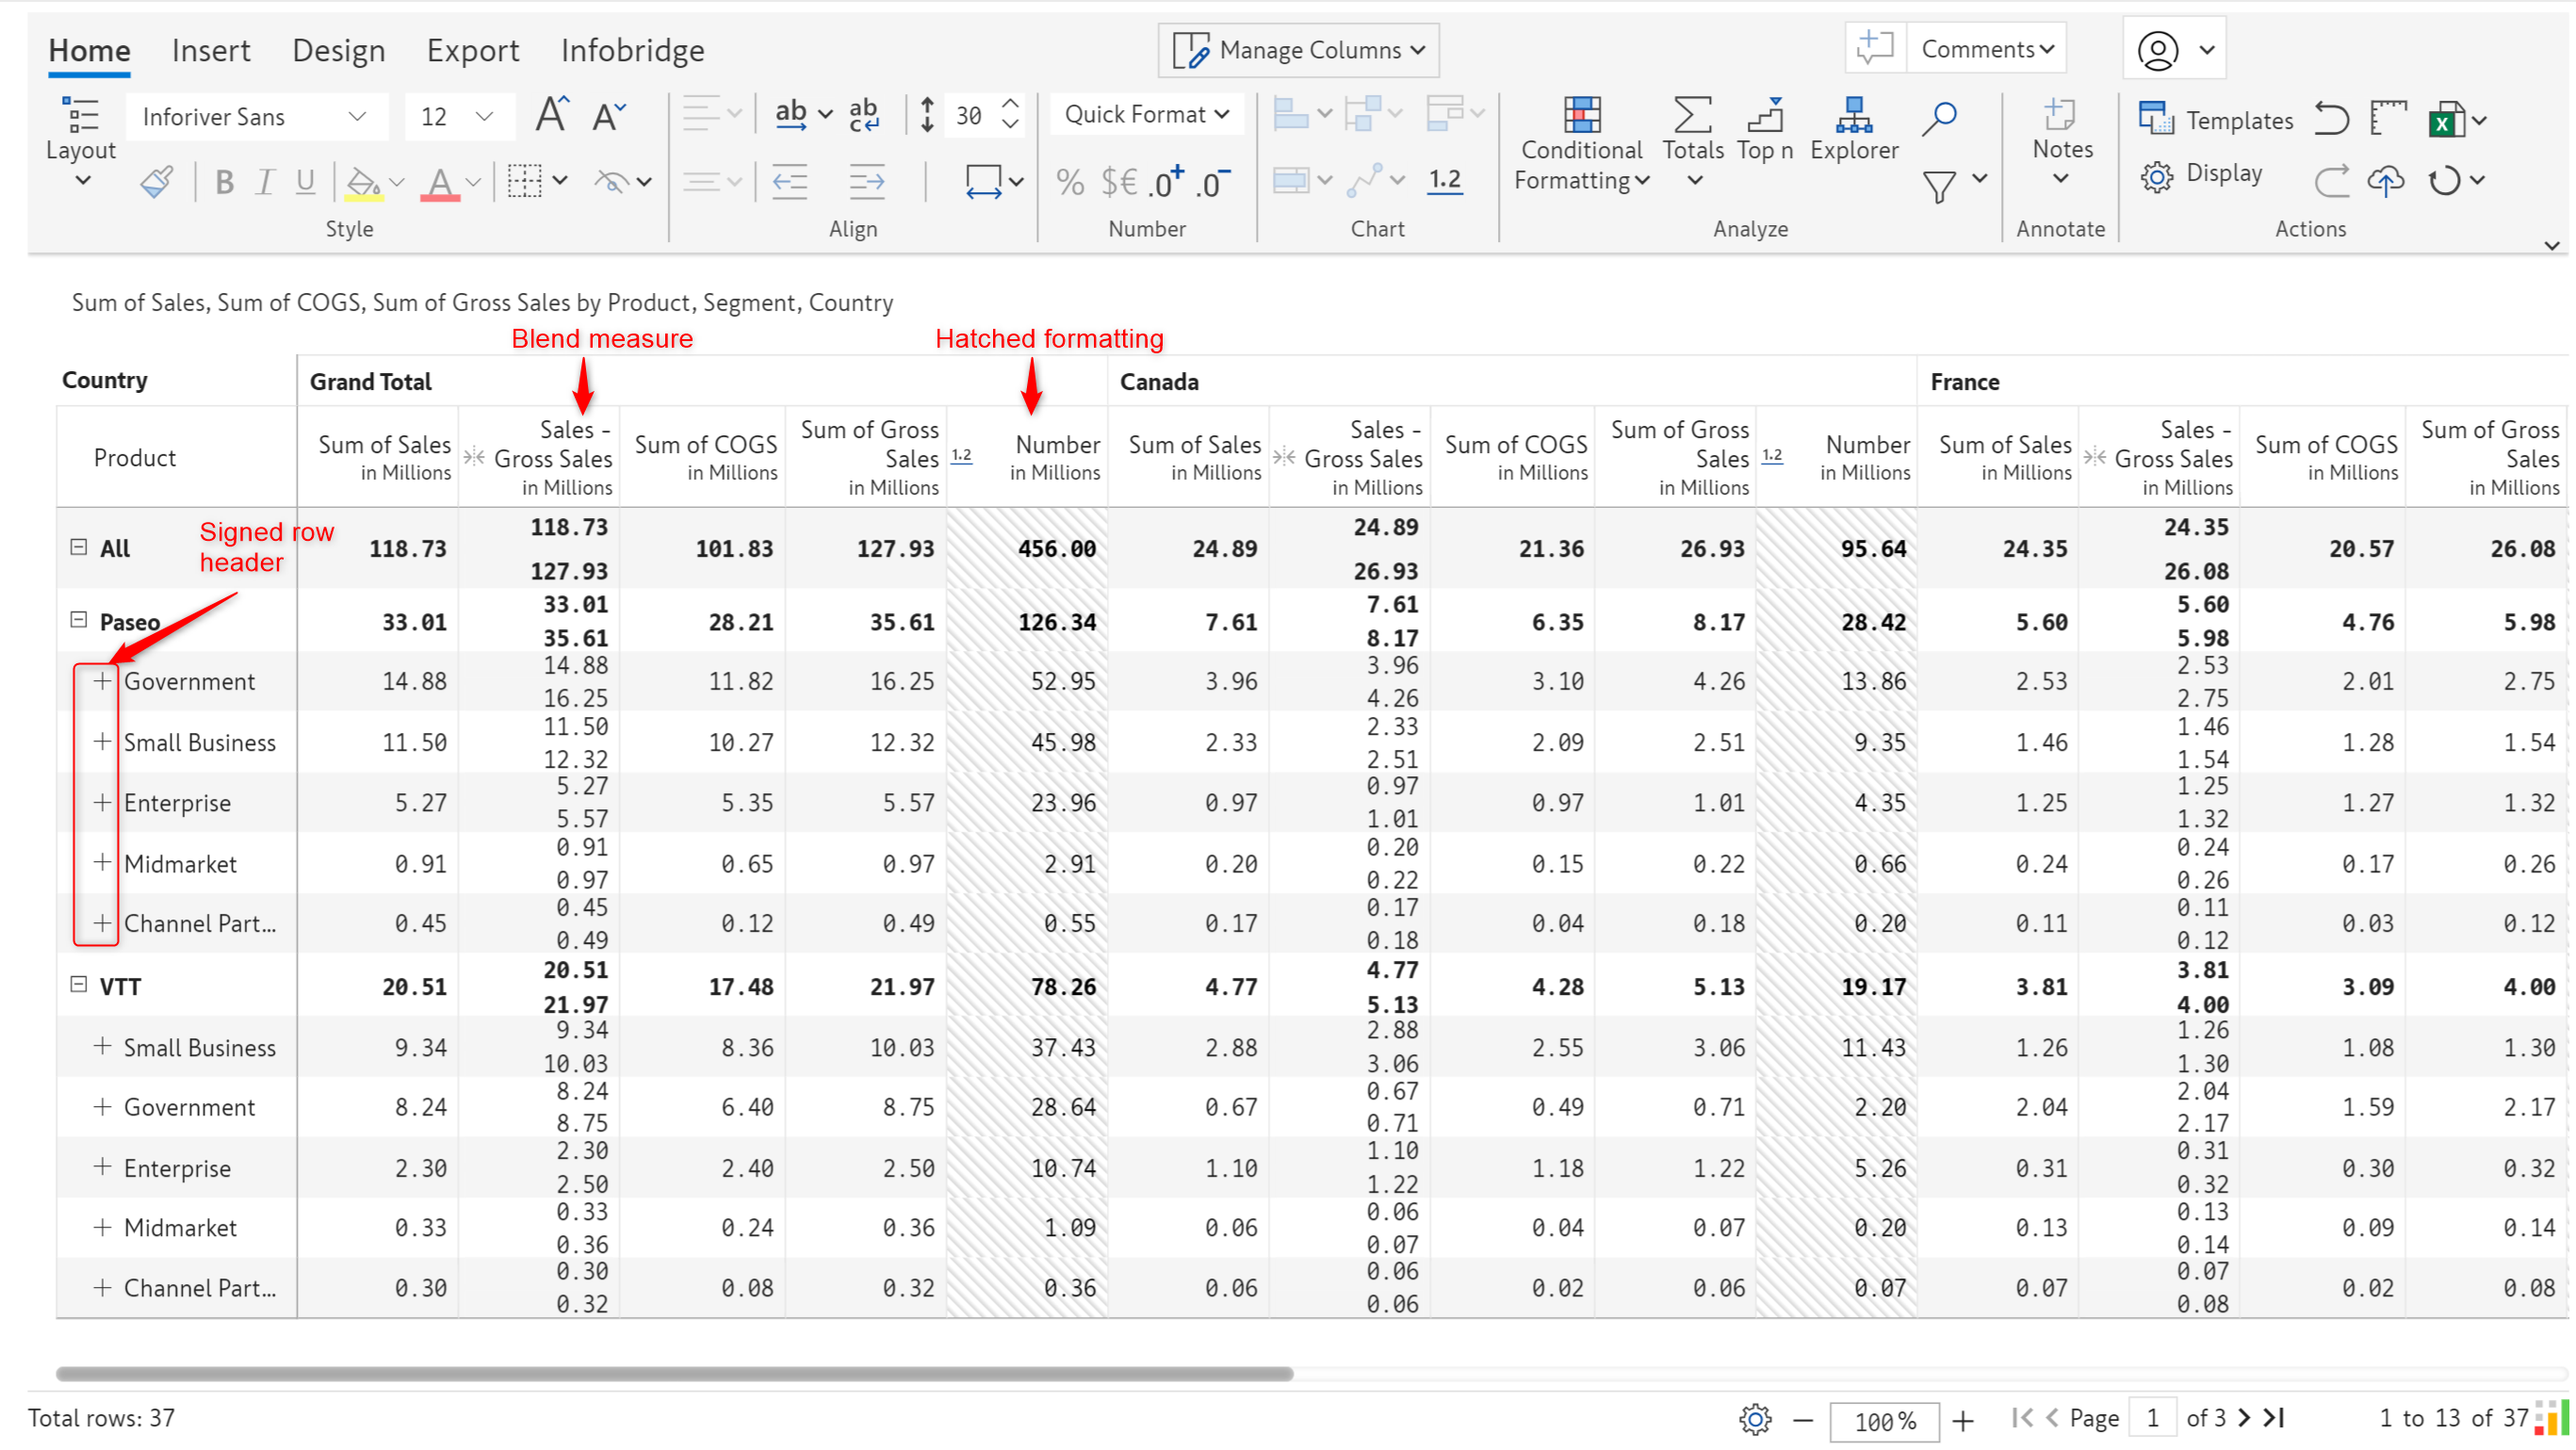 Home Insert Design Export Infobridge Manage Columns Comments
Inforiver Sans 12 A A ab ab 30 Quick Format
c
Layout Conditional Totals Top n Explorer Notes Templates
B I U A % $€ .0+ .0- 1.2 Formatting X Display
Style Align Number Chart Analyze Annotate Actions
Sum of Sales, Sum of COGS, Sum of Gross Sales by Product, Segment, Country
Blend measure Hatched formatting
Country Grand Total Canada France
Product
Sum of Sales
in Millions
Sales -
Gross Sales
in Millions
Sum of COGS
in Millions
Sum of Gross
Sales
in Millions
1.2 Number
in Millions
Sum of Sales
in Millions
Sales -
Gross Sales
in Millions
Sum of COGS
in Millions
Sum of Gross
Sales
in Millions
1.2 Number
in Millions
Sum of Sales
in Millions
Sales -
Gross Sales
in Millions
Sum of COGS
in Millions
Sum of Gross
Sales
in Millions
Signed row
header
All 118.73 118.73 127.93 101.83 127.93 456.00 24.89 24.89 26.93 21.36 26.93 95.64 24.35 24.35 26.08 20.57 26.08
Paseo 33.01 33.01 35.61 28.21 35.61 126.34 7.61 7.61 8.17 6.35 8.17 28.42 5.60 5.60 5.98 4.76 5.98
+ Government 14.88 14.88 16.25 11.82 16.25 52.95 3.96 3.96 4.26 3.10 4.26 13.86 2.53 2.53 2.75 2.01 2.75
+ Small Business 11.50 11.50 12.32 10.27 12.32 45.98 2.33 2.33 2.51 2.09 2.51 9.35 1.46 1.46 1.54 1.28 1.54
+ Enterprise 5.27 5.27 5.57 5.35 5.57 23.96 0.97 0.97 1.01 0.97 1.01 4.35 1.25 1.25 1.32 1.27 1.32
+ Midmarket 0.91 0.91 0.97 0.65 0.97 2.91 0.20 0.20 0.22 0.15 0.22 0.66 0.24 0.24 0.26 0.17 0.26
+ Channel Part... 0.45 0.45 0.49 0.12 0.49 0.55 0.17 0.17 0.18 0.04 0.18 0.20 0.11 0.11 0.12 0.03 0.12
VTT 20.51 20.51 21.97 17.48 21.97 78.26 4.77 4.77 5.13 4.28 5.13 19.17 3.81 3.81 4.00 3.09 4.00
+ Small Business 9.34 9.34 10.03 8.36 10.03 37.43 2.88 2.88 3.06 2.55 3.06 11.43 1.26 1.26 1.30 1.08 1.30
+ Government 8.24 8.24 8.75 6.40 8.75 28.64 0.67 0.67 0.71 0.49 0.71 2.20 2.04 2.04 2.17 1.59 2.17
+ Enterprise 2.30 2.30 2.50 2.40 2.50 10.74 1.10 1.10 1.22 1.18 1.22 5.26 0.31 0.31 0.32 0.30 0.32
+ Midmarket 0.33 0.33 0.36 0.24 0.36 1.09 0.06 0.06 0.07 0.04 0.07 0.20 0.13 0.13 0.14 0.09 0.14
+ Channel Part... 0.30 0.30 0.32 0.08 0.32 0.36 0.06 0.06 0.06 0.02 0.06 0.07 0.07 0.07 0.08 0.02 0.08
Total rows: 37 100% Page 1 of 3 1 to 13 of 37